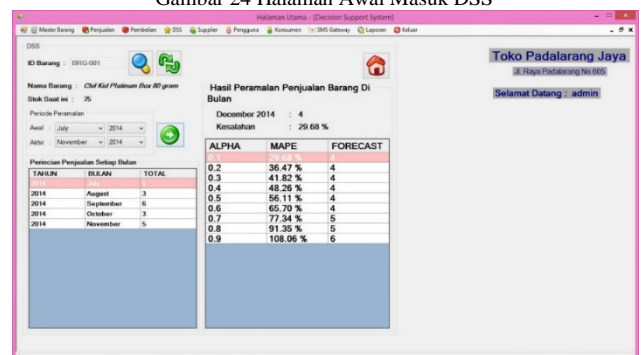 Gambar 24 Halaman Awal Masuk DSS
Halaman Utama - [Decision Support System]
Master Barang Penjualan Pembelian DSS Supplier Pengguna Konsumen SMS Gateway Laporan Keluar
DSS
ID Barang : BRG-001
Nama Barang : Chil Kid Platinum Box 80 gram
Stok Saat ini : 75
Periode Peramalan
Awal : July 2014
Akhir : November 2014
Perincian Penjualan Setiap Bulan
TAHUN BULAN TOTAL
2014 July
2014 August 3
2014 September 6
2014 October 3
2014 November 5
Hasil Peramalan Penjualan Barang Di
Bulan
December 2014 : 4
Kesalahan : 29.68 %
ALPHA MAPE FORECAST
0.1 29.68 % 4
0.2 36.47 % 4
0.3 41.82 % 4
0.4 48.26 % 4
0.5 56.11 % 4
0.6 65.70 % 4
0.7 77.34 % 5
0.8 91.35 % 5
0.9 108.06 % 6
Toko Padalarang Jaya
Jl. Raya Padalarang No 605
Selamat Datang : admin